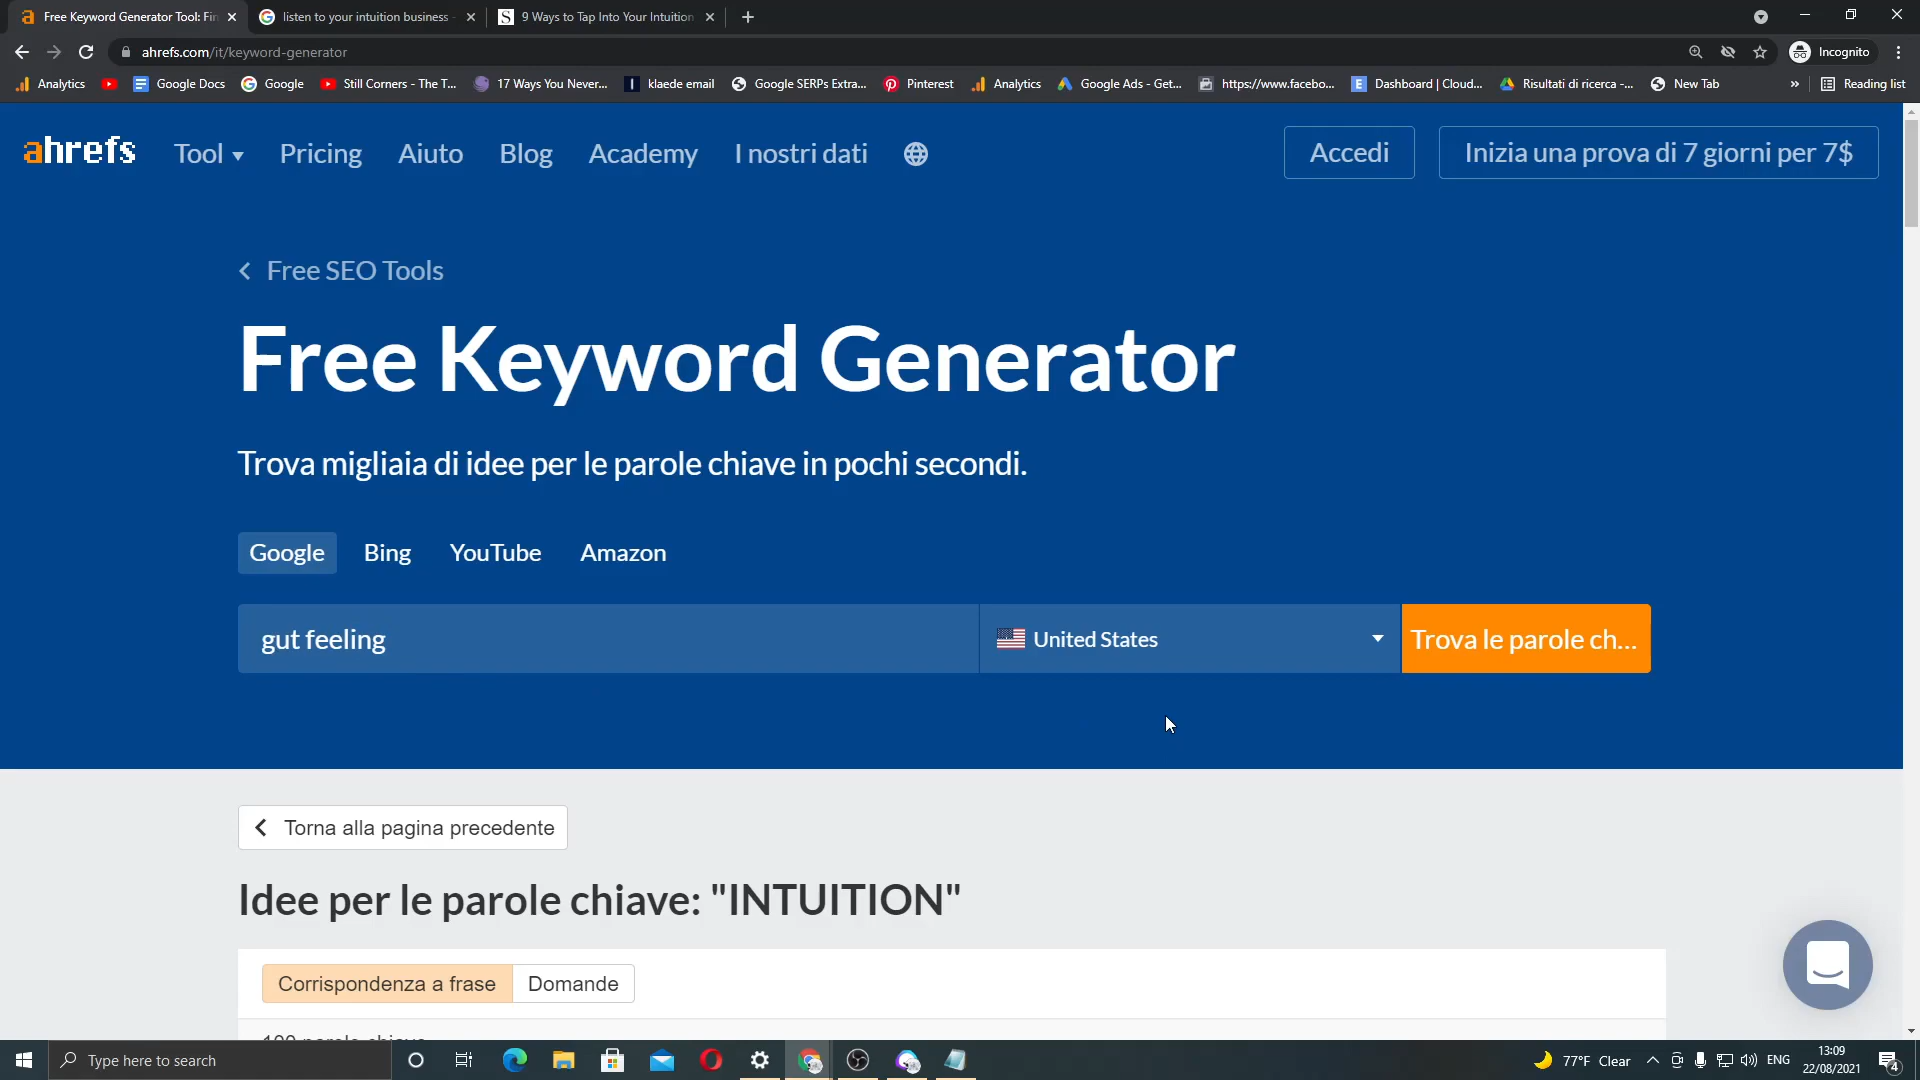 Free Keyword Generator Tool: Fin
listen to your intuition business -
9 Ways to Tap Into Your Intuition
ahrefs.com/it/keyword-generator
Incognito
Analytics
Google Docs
Google
Still Corners - The T...
17 Ways You Never...
klaede email
Google SERPs Extra...
Pinterest
Analytics
Google Ads - Get...
https://www.facebo...
Dashboard | Cloud...
Risultati di ricerca -...
New Tab
»
Reading list
ahrefs
Tool
Pricing
Aiuto
Blog
Academy
I nostri dati
Accedi
Inizia una prova di 7 giorni per 7$
Free SEO Tools
Free Keyword Generator
Trova migliaia di idee per le parole chiave in pochi secondi.
Google
Bing
YouTube
Amazon
gut feeling
United States
Trova le parole ch...
Torna alla pagina precedente
Idee per le parole chiave: "INTUITION"
Corrispondenza a frase
Domande
Type here to search
77°F Clear
ENG
13:09
22/08/2021
4